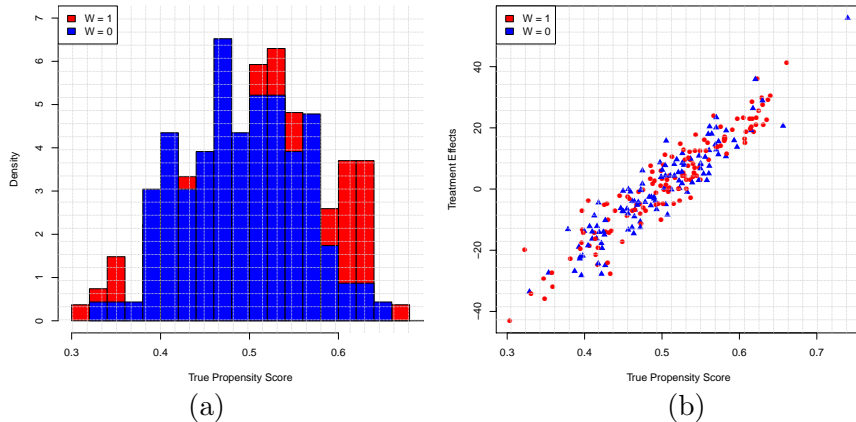 W = 1
W = 0
Density
0
1
2
3
4
5
6
7
0.3
0.4
0.5
0.6
True Propensity Score
(a)
W = 1
W = 0
Treatment Effects
−40
−20
0
20
40
0.3
0.4
0.5
0.6
0.7
True Propensity Score
(b)